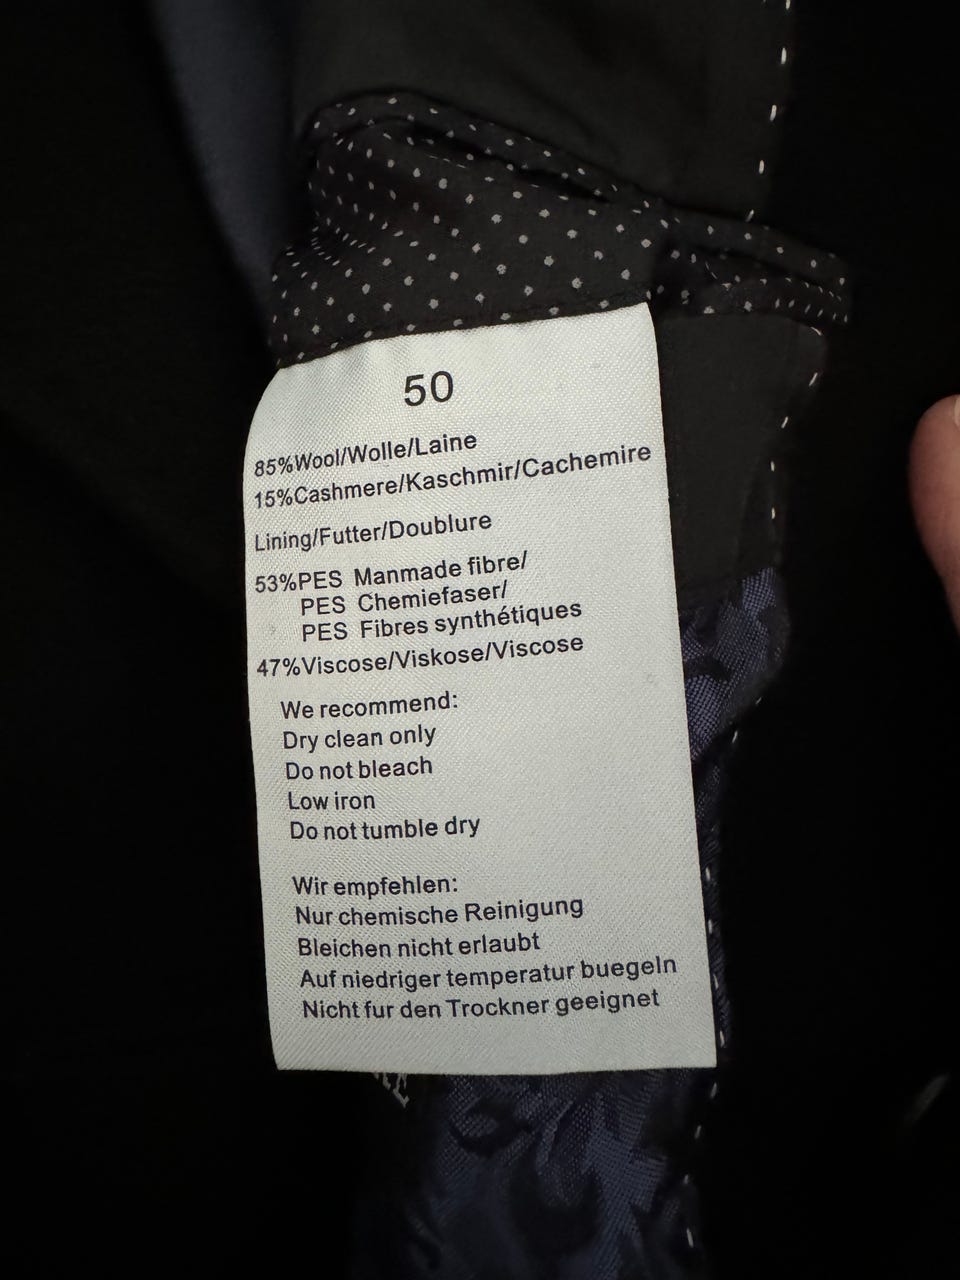 50
85%Wool/Wolle/Laine
15%Cashmere/Kaschmir/Cachemire
Lining/Futter/Doublure
53%PES Manmade fibre/
PES Chemiefaser/
PES Fibres synthétiques
47%Viscose/Viskose/Viscose
We recommend:
Dry clean only
Do not bleach
Low iron
Do not tumble dry
Wir empfehlen:
Nur chemische Reinigung
Bleichen nicht erlaubt
Auf niedriger temperatur buegeln
Nicht fur den Trockner geeignet